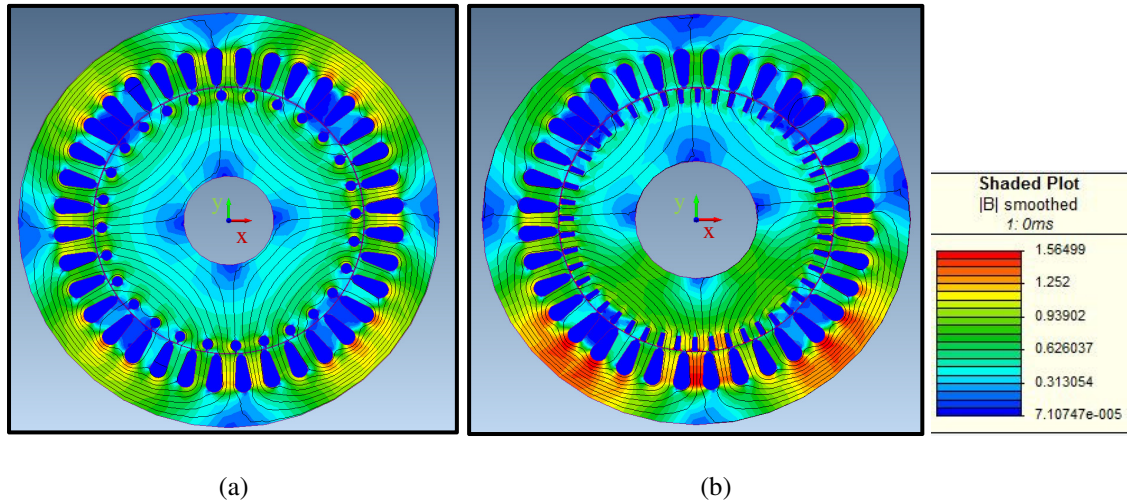 y
x
y
x
Shaded Plot
|B| smoothed
1: 0ms
1.56499
1.252
0.93902
0.626037
0.313054
7.10747e-005
(a)
(b)